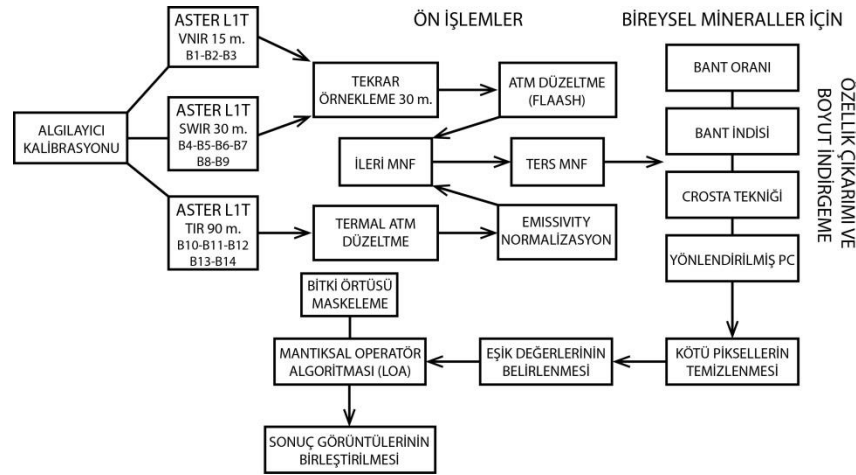 ÖN İŞLEMLER
BİREYSEL MİNERALLER İÇİN
ASTER L1T
VNIR 15 m.
B1-B2-B3
ALGILAYICI
KALİBRASYONU
ASTER L1T
SWIR 30 m.
B4-B5-B6-B7
B8-B9
ASTER L1T
TIR 90 m.
B10-B11-B12
B13-B14
TEKRAR
ÖRNEKLEME 30 m.
ATM DÜZELTME
(FLAASH)
İLERİ MNF
TERS MNF
TERMAL ATM
DÜZELTME
EMISSIVITY
NORMALİZASYON
BANT ORANI
BANT İNDİSİ
CROSTA TEKNİĞİ
YÖNLENDİRİLMİŞ PC
ÖZELLİK ÇIKARIMI VE
BOYUT İNDİRGEME
BİTKİ ÖRTÜSÜ
MASKELEME
MANTIKSAL OPERATÖR
ALGORİTMASI (LOA)
EŞİK DEĞERLERİNİN
BELİRLENMESİ
KÖTÜ PİKSELLERİN
TEMİZLENMESİ
SONUÇ GÖRÜNTÜLERİNİN
BİRLEŞTİRİLMESİ